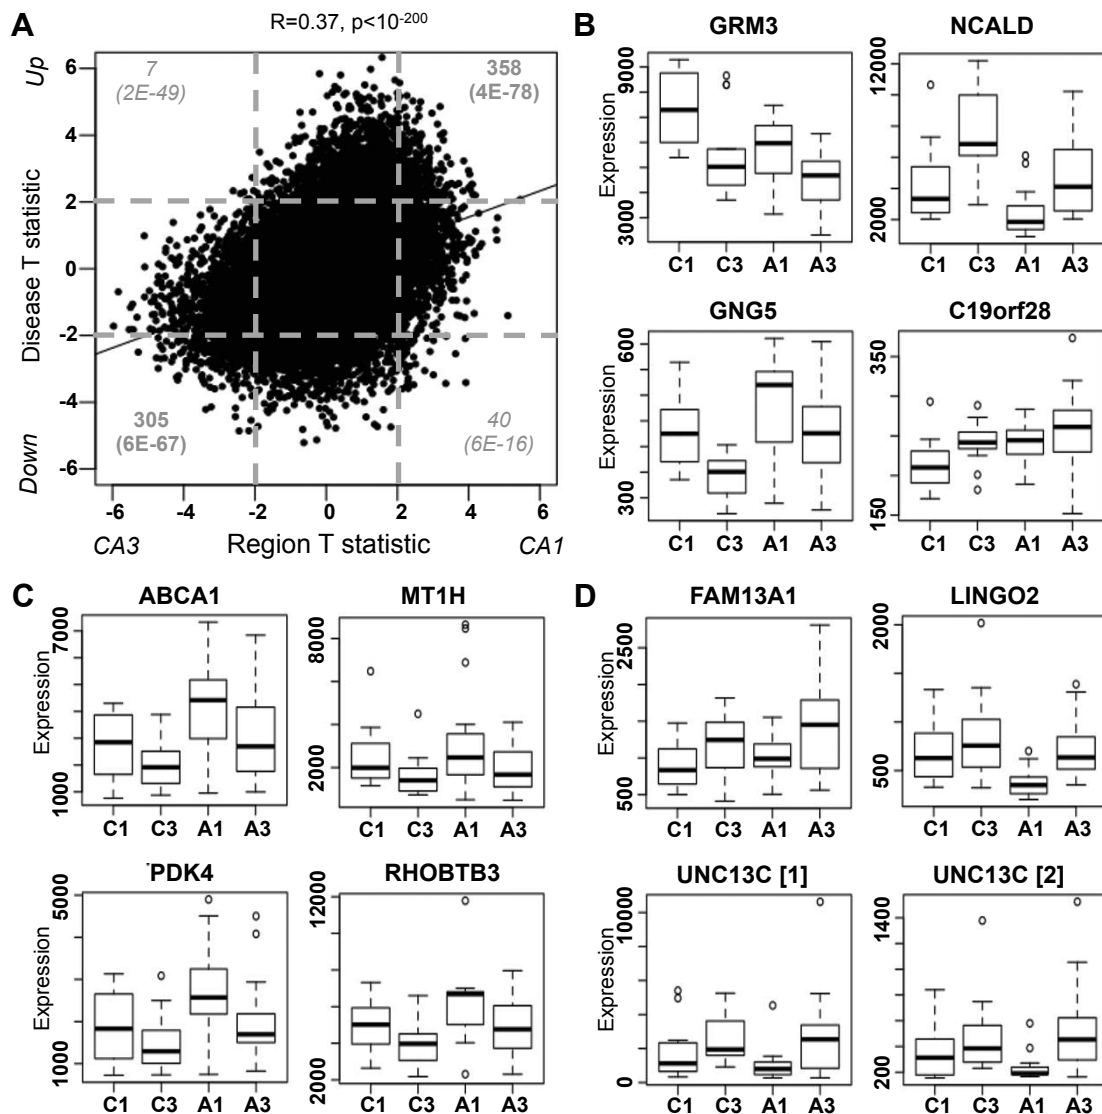 A
R=0.37, p<10⁻²⁰⁰
Up
Disease T statistic
Down
6
4
2
0
-2
-4
-6
7
(2E-49)
358
(4E-78)
305
(6E-67)
40
(6E-16)
-6 -4 -2 0 2 4 6
CA3 Region T statistic CA1
B
GRM3
Expression
9000
3000
C1 C3 A1 A3
NCALD
12000
2000
C1 C3 A1 A3
GNG5
Expression
600
300
C1 C3 A1 A3
C19orf28
350
150
C1 C3 A1 A3
C
ABCA1
Expression
7000
1000
C1 C3 A1 A3
MT1H
8000
2000
C1 C3 A1 A3
PDK4
Expression
5000
1000
C1 C3 A1 A3
RHOBTB3
12000
2000
C1 C3 A1 A3
D
FAM13A1
Expression
2500
500
C1 C3 A1 A3
LINGO2
2000
500
C1 C3 A1 A3
UNC13C [1]
Expression
10000
0
C1 C3 A1 A3
UNC13C [2]
1400
200
C1 C3 A1 A3